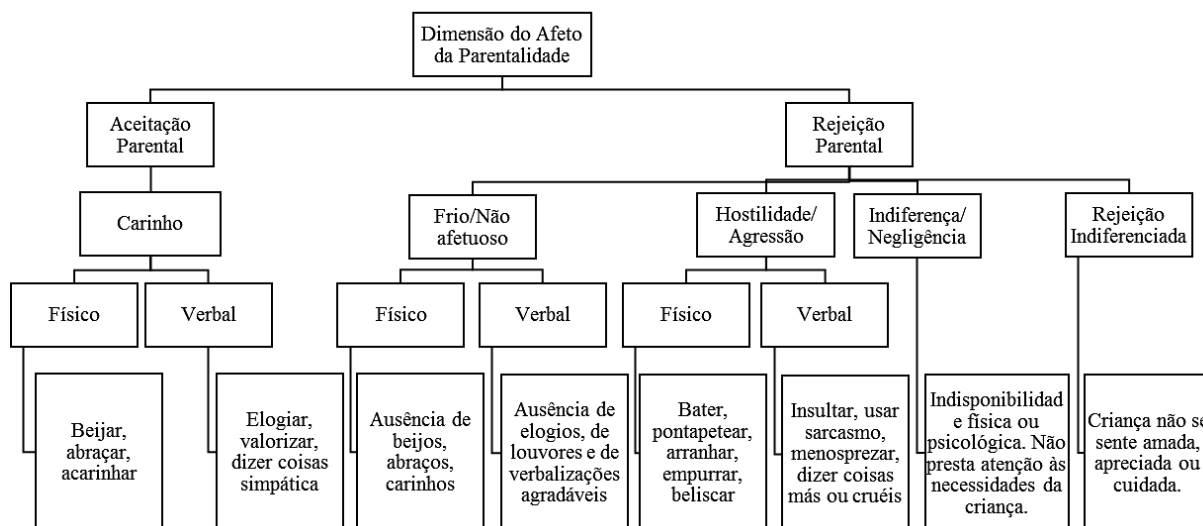 Dimensão do Afeto
da Parentalidade
Aceitação
Parental
Rejeição
Parental
Carinho
Frio/Não
afetuoso
Hostilidade/
Agressão
Indiferença/
Negligência
Rejeição
Indiferenciada
Físico
Verbal
Físico
Verbal
Físico
Verbal
Beijar,
abraçar,
acarinhar
Elogiar,
valorizar,
dizer coisas
simpática
Ausência de
beijos,
abraços,
carinhos
Ausência de
elogios, de
louvores e de
verbalizações
agradáveis
Bater,
pontapetear,
arranhar,
empurrar,
beliscar
Insultar, usar
sarcasmo,
menosprezar,
dizer coisas
más ou cruéis
Indisponibilidad
e física ou
psicológica. Não
presta atenção às
necessidades da
criança.
Criança não se
sente amada,
apreciada ou
cuidada.